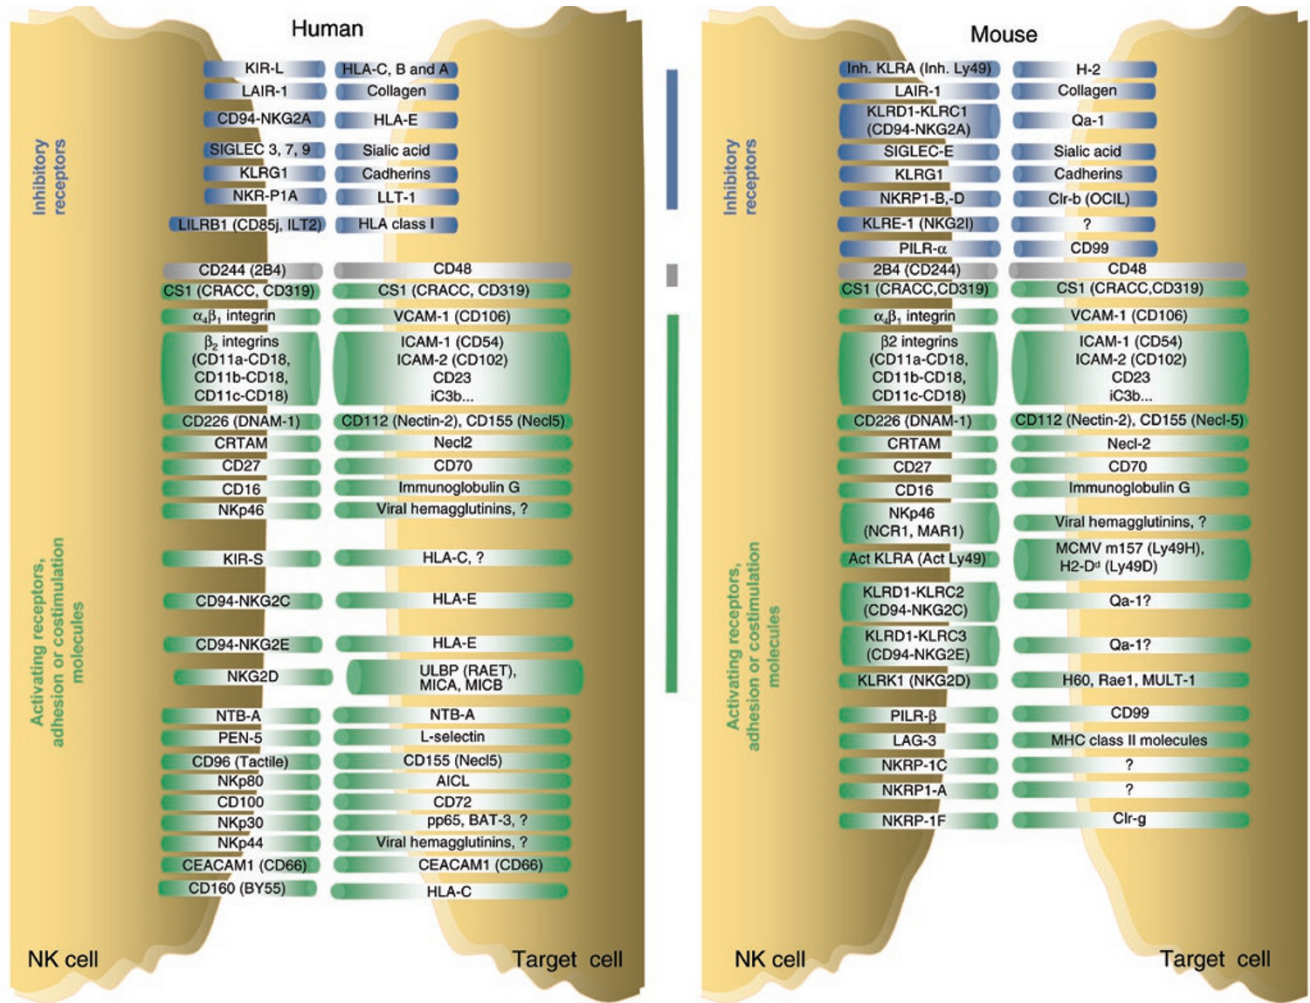 Human
KIR-L HLA-C, B and A
LAIR-1 Collagen
CD94-NKG2A HLA-E
SIGLEC 3, 7, 9 Sialic acid
KLRG1 Cadherins
NKR-P1A LLT-1
LILRB1 (CD85j, ILT2) HLA class I
CD244 (2B4) CD48
CS1 (CRACC, CD319) CS1 (CRACC, CD319)
α4β1 integrin VCAM-1 (CD106)
β2 integrins
(CD11a-CD18,
CD11b-CD18,
CD11c-CD18)
ICAM-1 (CD54)
ICAM-2 (CD102)
CD23
iC3b...
CD226 (DNAM-1) CD112 (Nectin-2), CD155 (Necl5)
CRTAM Necl2
CD27 CD70
CD16 Immunoglobulin G
NKp46 Viral hemagglutinins, ?
KIR-S HLA-C, ?
CD94-NKG2C HLA-E
CD94-NKG2E HLA-E
NKG2D
ULBP (RAET),
MICA, MICB
NTB-A NTB-A
PEN-5 L-selectin
CD96 (Tactile) CD155 (Necl5)
NKp80 AICL
CD100 CD72
NKp30 pp65, BAT-3, ?
NKp44 Viral hemagglutinins, ?
CEACAM1 (CD66) CEACAM1 (CD66)
CD160 (BY55) HLA-C
Inhibitory
receptors
Activating receptors,
adhesion or costimulation
molecules
NK cell Target cell
Mouse
Inh. KLRA (Inh. Ly49) H-2
LAIR-1 Collagen
KLRD1-KLRC1
(CD94-NKG2A)
Qa-1
SIGLEC-E Sialic acid
KLRG1 Cadherins
NKRP1-B,-D Clr-b (OCIL)
KLRE-1 (NKG2I) ?
PILR-α CD99
2B4 (CD244) CD48
CS1 (CRACC,CD319) CS1 (CRACC,CD319)
α4β1 integrin VCAM-1 (CD106)
β2 integrins
(CD11a-CD18,
CD11b-CD18,
CD11c-CD18)
ICAM-1 (CD54)
ICAM-2 (CD102)
CD23
iC3b...
CD226 (DNAM-1) CD112 (Nectin-2), CD155 (Necl-5)
CRTAM Necl-2
CD27 CD70
CD16 Immunoglobulin G
NKp46
(NCR1, MAR1)
Viral hemagglutinins, ?
Act KLRA (Act Ly49)
MCMV m157 (Ly49H),
H2-Dᵈ (Ly49D)
KLRD1-KLRC2
(CD94-NKG2C)
Qa-1?
KLRD1-KLRC3
(CD94-NKG2E)
Qa-1?
KLRK1 (NKG2D) H60, Rae1, MULT-1
PILR-β CD99
LAG-3 MHC class II molecules
NKRP-1C ?
NKRP1-A ?
NKRP-1F Clr-g
Inhibitory
receptors
Activating receptors,
adhesion or costimulation
molecules
NK cell Target cell